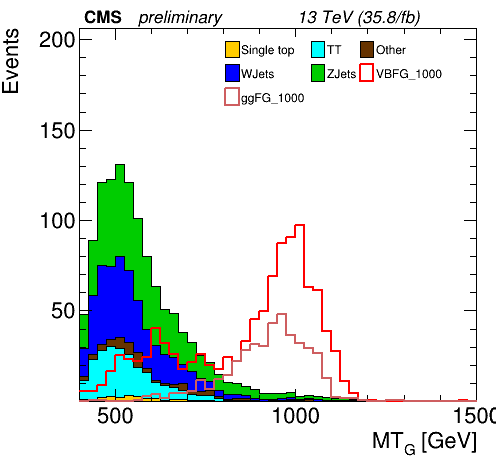 CMS preliminary 13 TeV (35.8/fb)
Events
Single top TT Other
WJets ZJets VBFG_1000
ggFG_1000
200
150
100
50
500 1000 1500
MT_G [GeV]